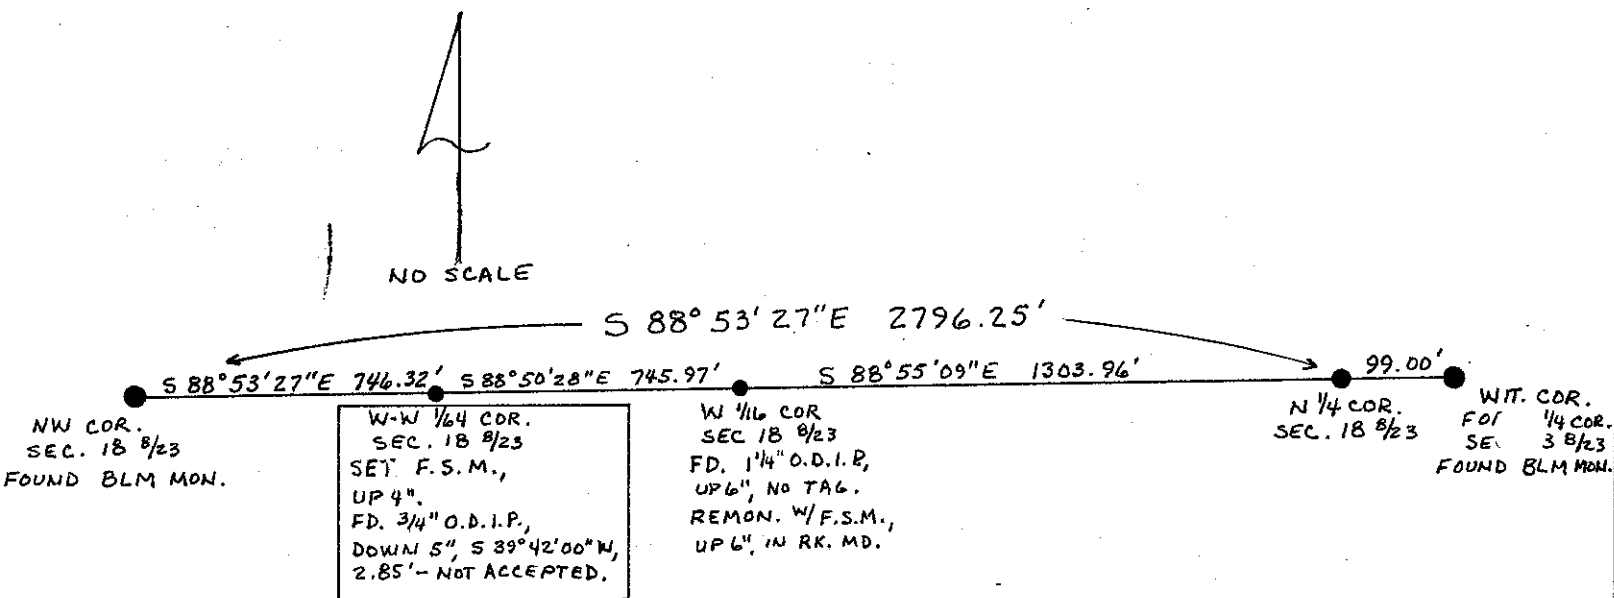 NO SCALE
S 88° 53' 27"E 2796.25'
S 88°53'27"E 746.32'
S 88°50'28"E 745.97'
S 88°55'09"E 1303.96'
99.00'
NW COR.
SEC. 18 8/23
FOUND BLM MON.
W-W 1/64 COR.
SEC. 18 8/23
SET F.S.M.,
UP 4".
FD. 3/4" O.D.I.P.,
DOWN 5", S 39°42'00"W,
2.85'- NOT ACCEPTED.
W 1/16 COR
SEC 18 8/23
FD. 1 1/4" O.D.I.P.,
UP 6", NO TAG.
REMON. W/ F.S.M.,
UP 6", IN RK. MD.
N 1/4 COR.
SEC. 18 8/23
WIT. COR.
1/4 COR.
8/23
FOUND BLM MON.